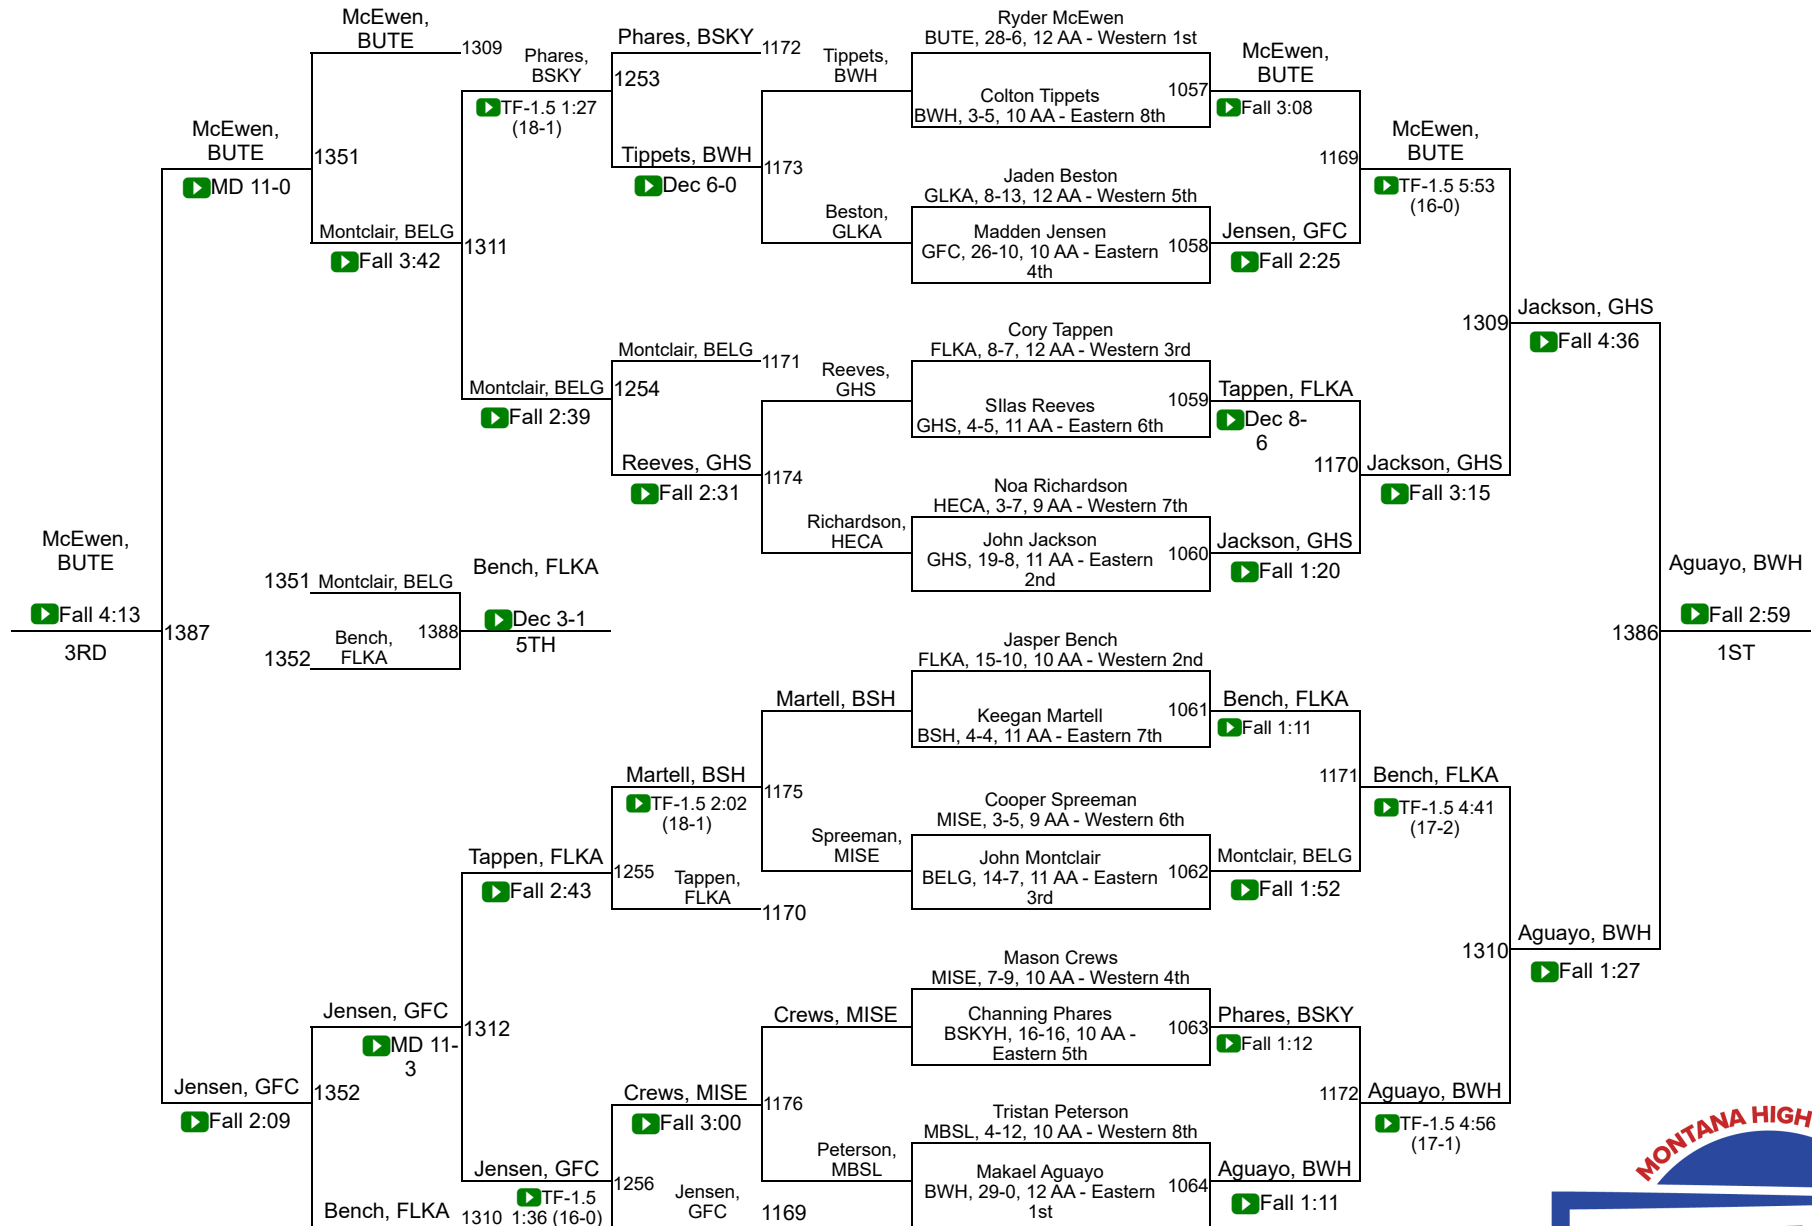 McEwen,
BUTE
1309
Phares,
BSKY
TF-1.5 1:27
(18-1)
McEwen,
BUTE
MD 11-0
1351
Montclair, BELG
Fall 3:42
1311
Phares, BSKY
1172
1253
Tippets, BWH
Dec 6-0
1173
Tippets,
BWH
Beston,
GLKA
Ryder McEwen
BUTE, 28-6, 12 AA - Western 1st
Colton Tippets
BWH, 3-5, 10 AA - Eastern 8th
1057
McEwen,
BUTE
Fall 3:08
1169
Jaden Beston
GLKA, 8-13, 12 AA - Western 5th
Madden Jensen
GFC, 26-10, 10 AA - Eastern
4th
1058
Jensen, GFC
Fall 2:25
McEwen,
BUTE
TF-1.5 5:53
(16-0)
1309
Jackson, GHS
Fall 4:36
Montclair, BELG
1171
1254
Montclair, BELG
Fall 2:39
Reeves, GHS
Fall 2:31
1174
Reeves,
GHS
Richardson,
HECA
Cory Tappen
FLKA, 8-7, 12 AA - Western 3rd
SIlas Reeves
GHS, 4-5, 11 AA - Eastern 6th
1059
Tappen, FLKA
Dec 8-
6
1170
Jackson, GHS
Fall 3:15
Noa Richardson
HECA, 3-7, 9 AA - Western 7th
John Jackson
GHS, 19-8, 11 AA - Eastern
2nd
1060
Jackson, GHS
Fall 1:20
McEwen,
BUTE
Fall 4:13
3RD
1387
1351
Montclair, BELG
1352
Bench,
FLKA
1388
Bench, FLKA
Dec 3-1
5TH
Aguayo, BWH
Fall 2:59
1ST
1386
Martell, BSH
Jasper Bench
FLKA, 15-10, 10 AA - Western 2nd
Keegan Martell
BSH, 4-4, 11 AA - Eastern 7th
1061
Bench, FLKA
Fall 1:11
1171
Bench, FLKA
TF-1.5 4:41
(17-2)
Martell, BSH
TF-1.5 2:02
(18-1)
1175
Spreeman,
MISE
Cooper Spreeman
MISE, 3-5, 9 AA - Western 6th
John Montclair
BELG, 14-7, 11 AA - Eastern
3rd
1062
Montclair, BELG
Fall 1:52
Tappen, FLKA
Fall 2:43
1255
Tappen,
FLKA
1170
1310
Aguayo, BWH
Fall 1:27
Jensen, GFC
MD 11-
3
1312
Crews, MISE
Mason Crews
MISE, 7-9, 10 AA - Western 4th
Channing Phares
BSKYH, 16-16, 10 AA -
Eastern 5th
1063
Phares, BSKY
Fall 1:12
1172
Aguayo, BWH
TF-1.5 4:56
(17-1)
Jensen, GFC
Fall 2:09
1352
Crews, MISE
Fall 3:00
1176
Peterson,
MBSL
Tristan Peterson
MBSL, 4-12, 10 AA - Western 8th
Makael Aguayo
BWH, 29-0, 12 AA - Eastern
1st
1064
Aguayo, BWH
Fall 1:11
Jensen, GFC
TF-1.5
1:36 (16-0)
1256
Jensen,
GFC
1169
Bench, FLKA
1310
MONTANA HIGH